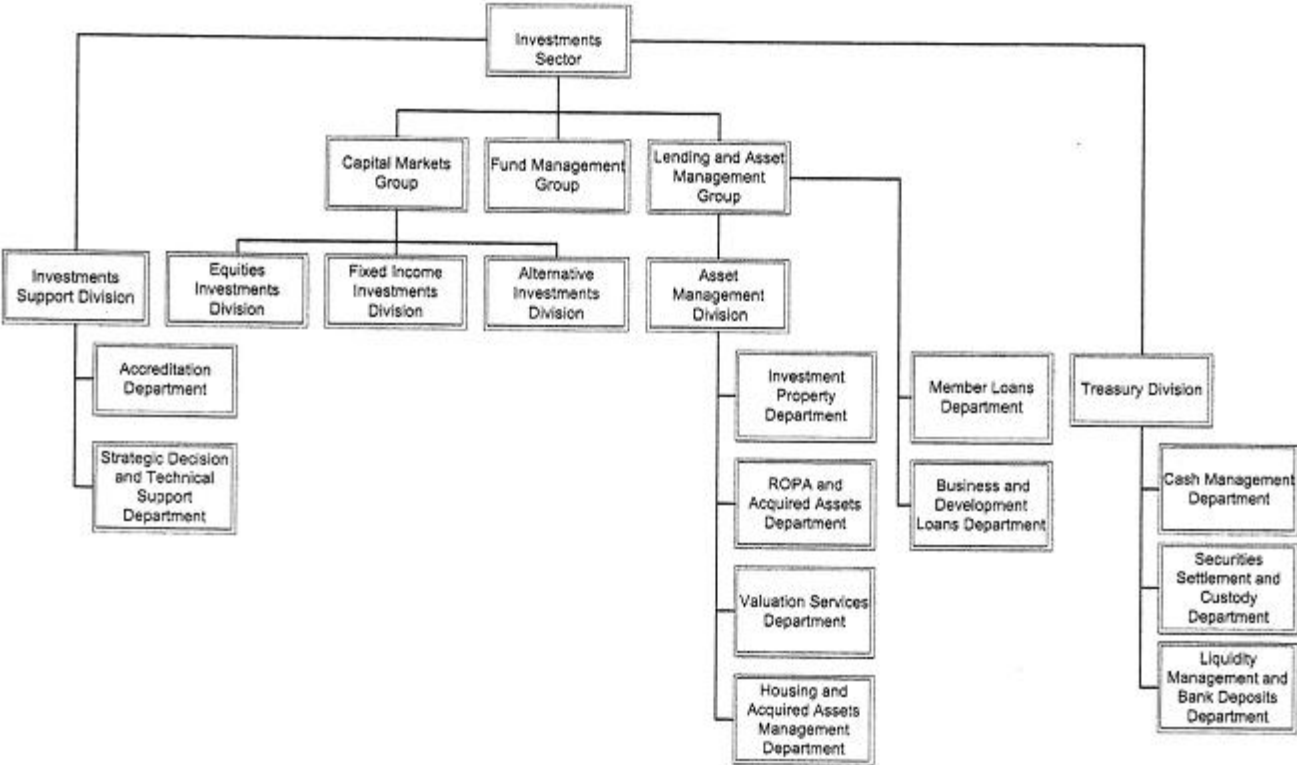 Investments
Sector
Capital Markets
Group
Fund Management
Group
Lending and Asset
Management
Group
Investments
Support Division
Equities
Investments
Division
Fixed Income
Investments
Division
Alternative
Investments
Division
Asset
Management
Division
Accreditation
Department
Investment
Property
Department
Member Loans
Department
Treasury Division
Strategic Decision
and Technical
Support
Department
ROPA and
Acquired Assets
Department
Business and
Development
Loans Department
Cash Management
Department
Securities
Settlement and
Custody
Department
Valuation Services
Department
Liquidity
Management and
Bank Deposits
Department
Housing and
Acquired Assets
Management
Department